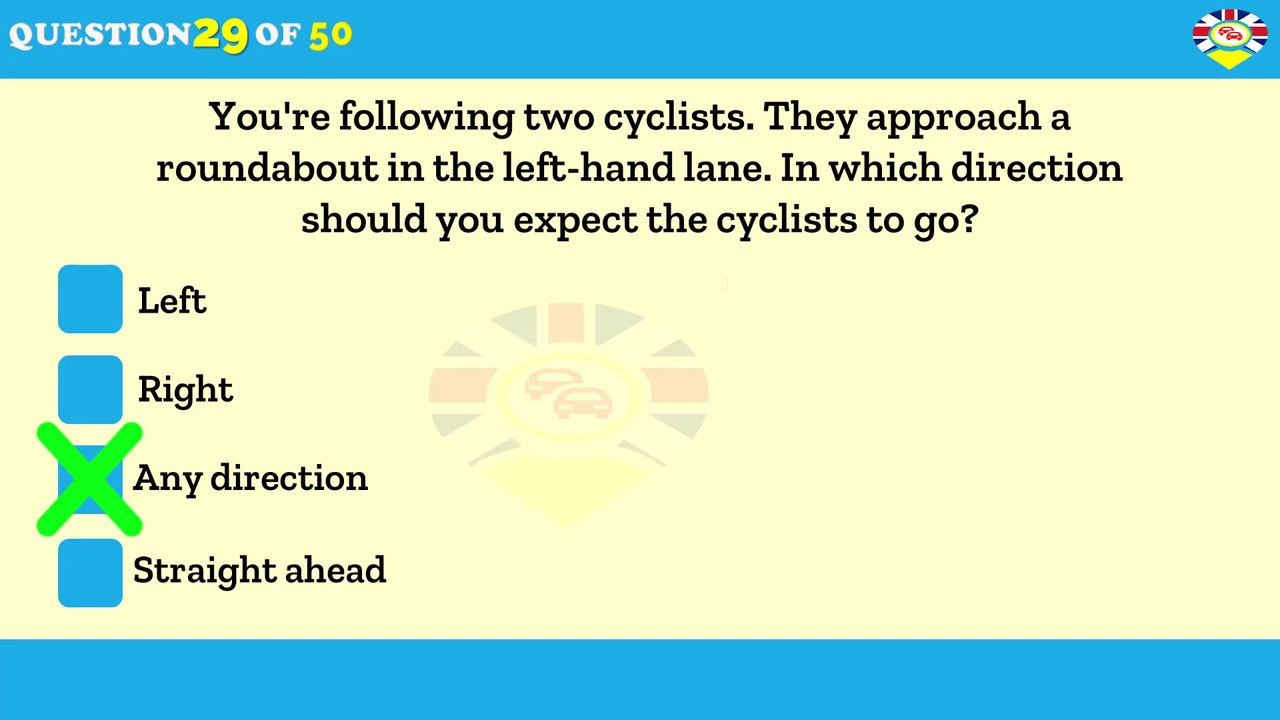 QUESTION 29 OF 50
You're following two cyclists. They approach a
roundabout in the left-hand lane. In which direction
should you expect the cyclists to go?
Left
Right
Any direction
Straight ahead